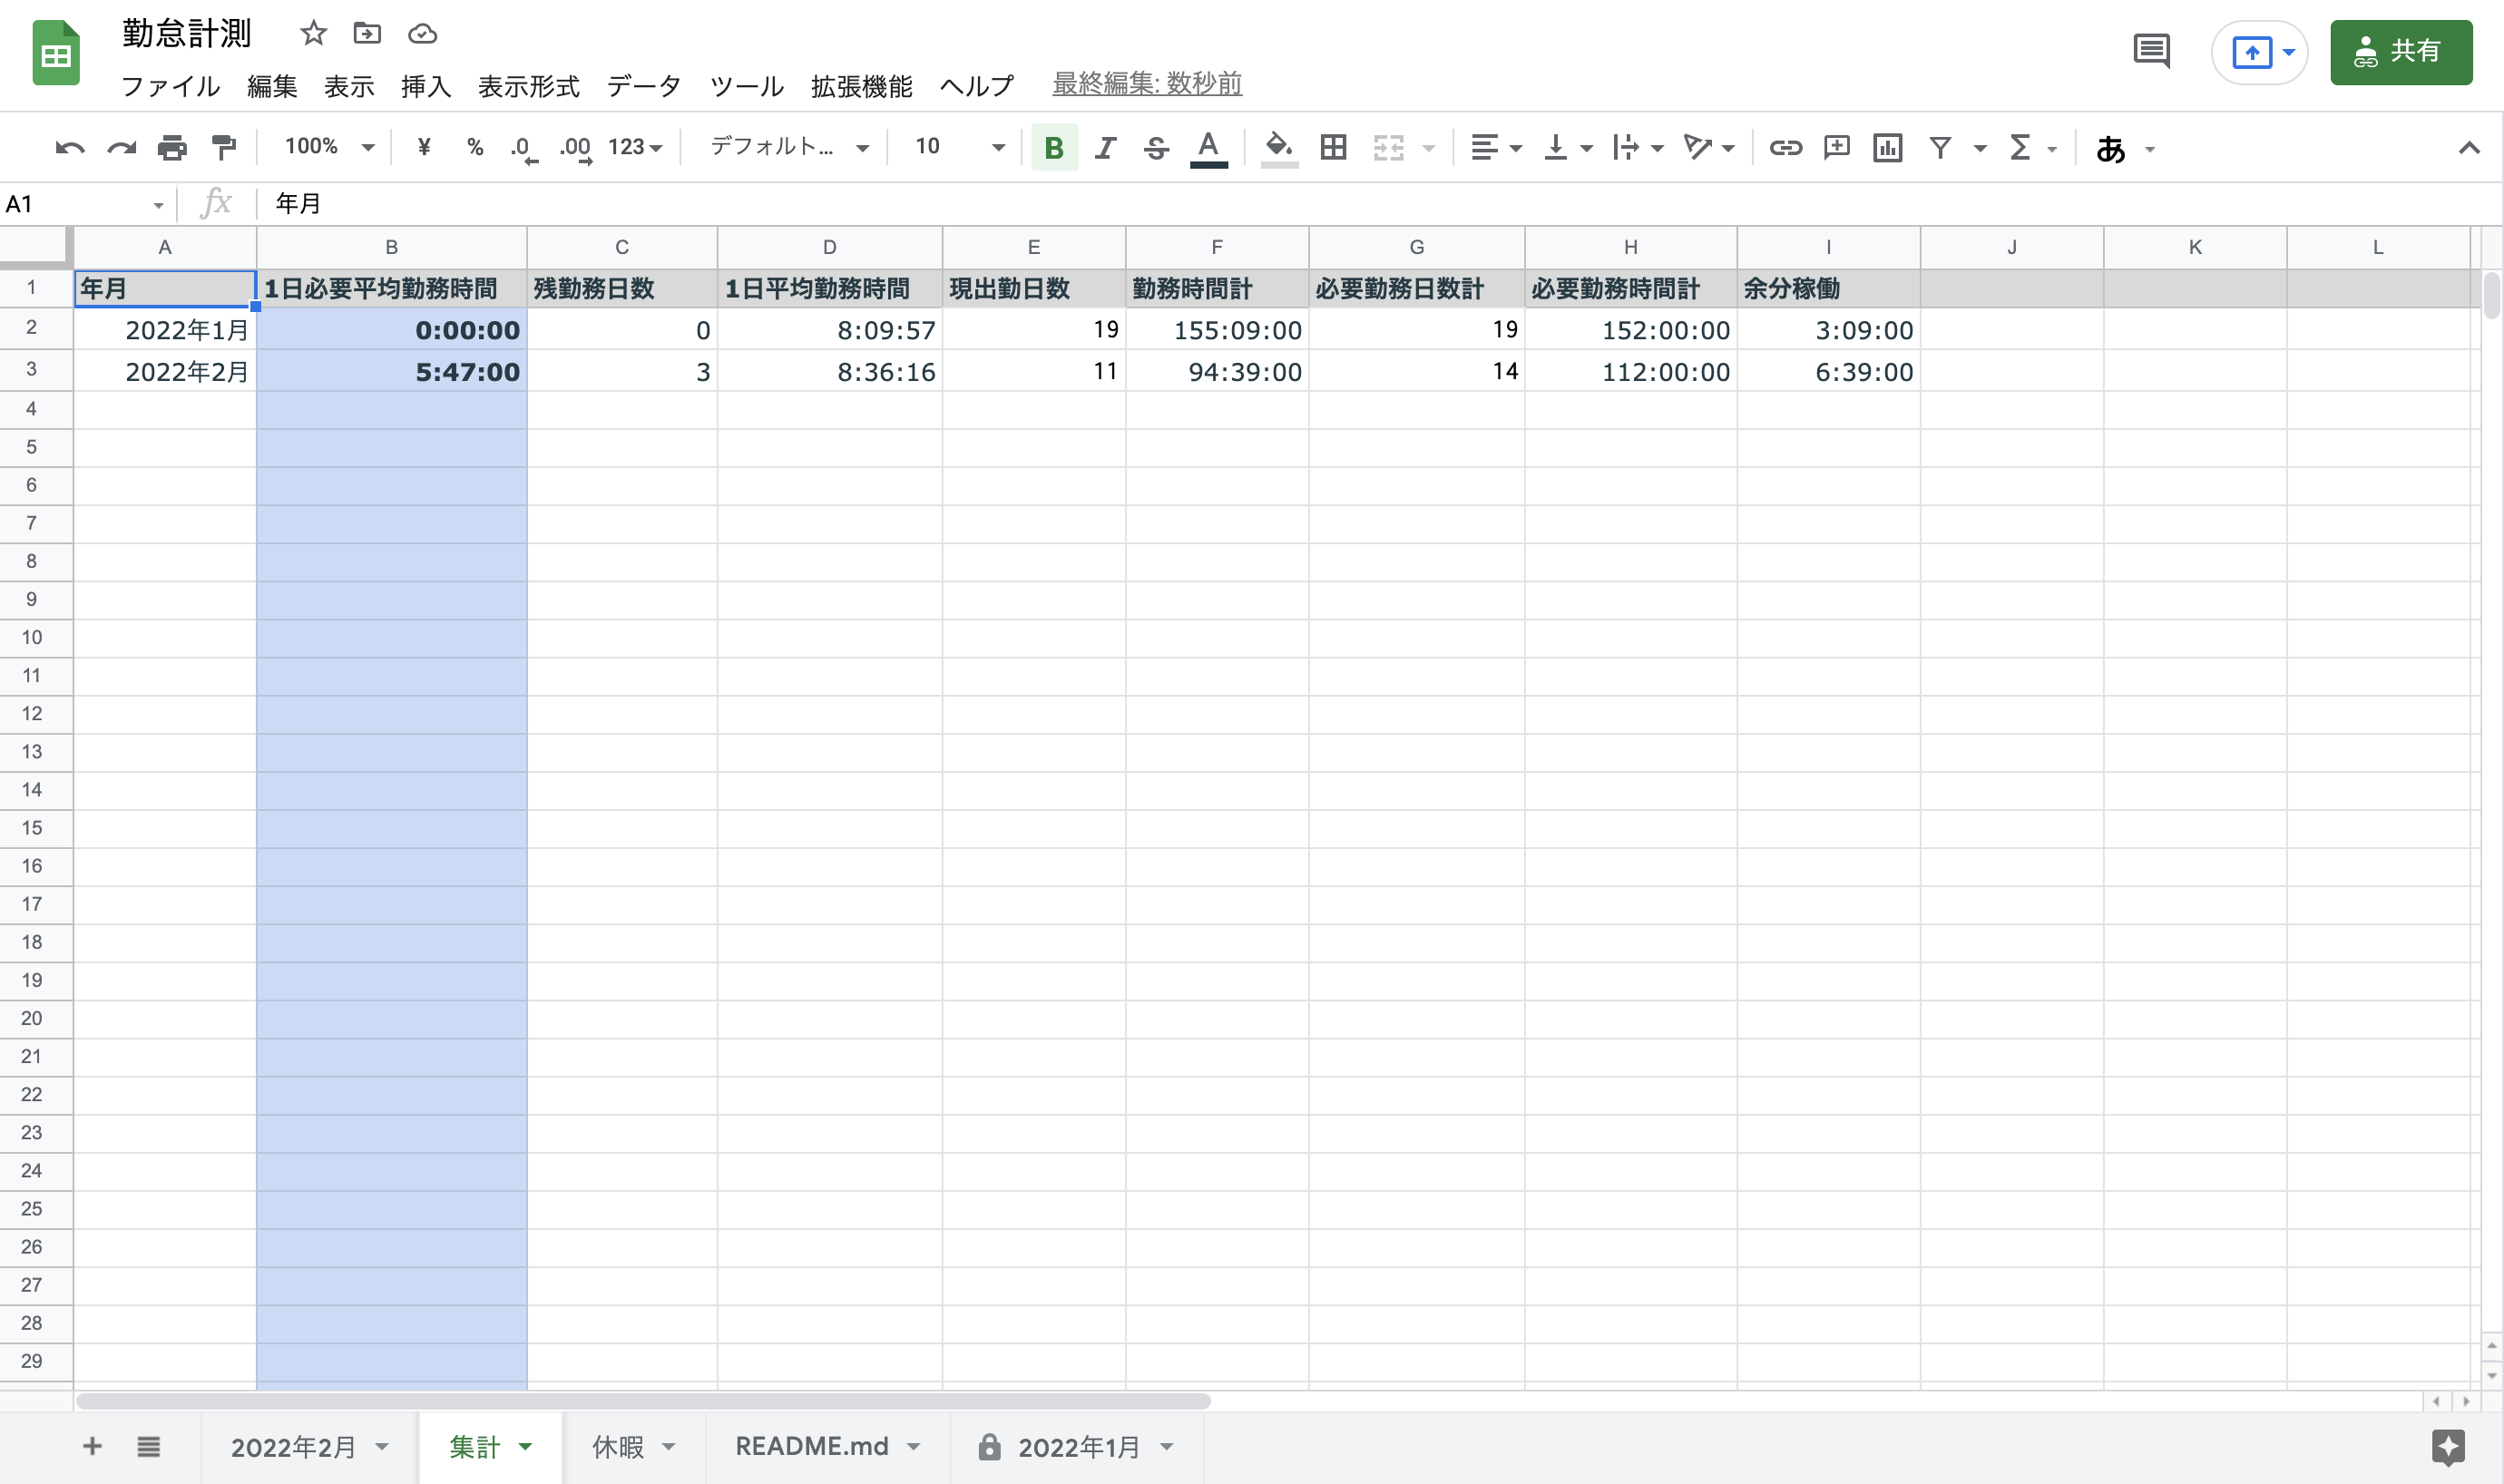 勤怠計測
ファイル 編集 表示 挿入 表示形式 データ ツール 拡張機能 ヘルプ 最終編集: 数秒前
共有
100% ¥ % .0 .00 123 デフォルト... 10 B I S A Σ あ
A1 fx 年月
A B C D E F G H I J K L
1 年月 1日必要平均勤務時間 残勤務日数 1日平均勤務時間 現出勤日数 勤務時間計 必要勤務日数計 必要勤務時間計 余分稼働
2 2022年1月 0:00:00 0 8:09:57 19 155:09:00 19 152:00:00 3:09:00
3 2022年2月 5:47:00 3 8:36:16 11 94:39:00 14 112:00:00 6:39:00
4
5
6
7
8
9
10
11
12
13
14
15
16
17
18
19
20
21
22
23
24
25
26
27
28
29
2022年2月 集計 休暇 README.md 2022年1月